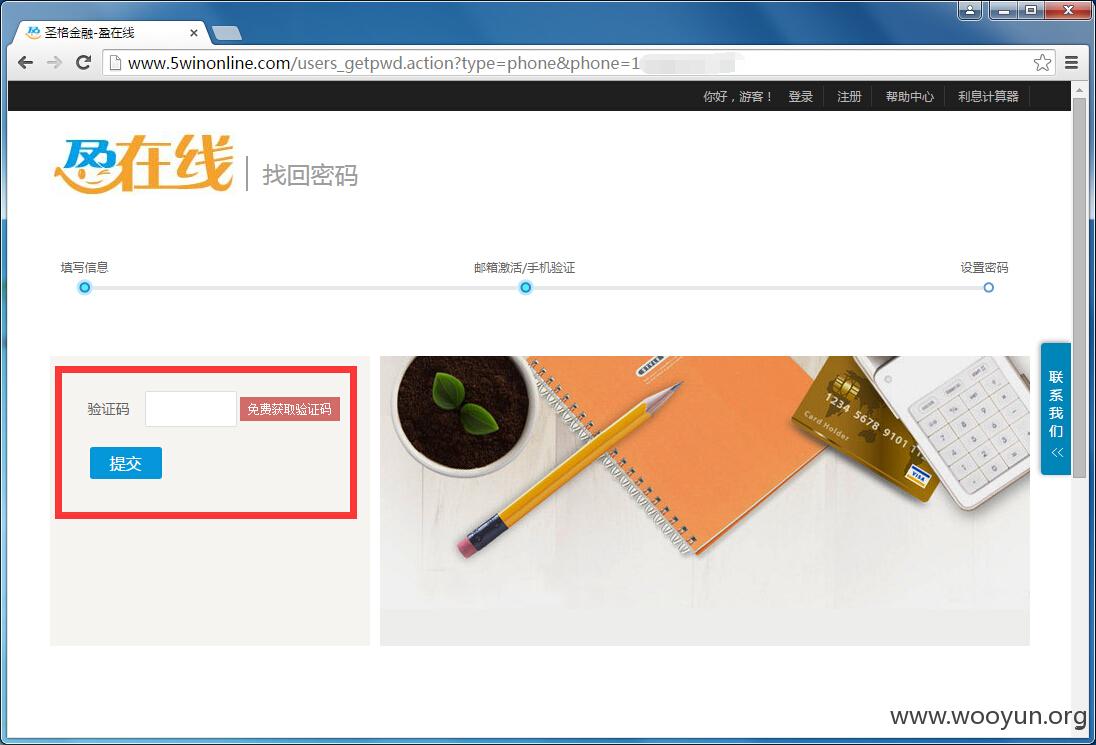 圣格金融-盈在线
www.5winonline.com/users_getpwd.action?type=phone&phone=1
你好，游客！ 登录 注册 帮助中心 利息计算器
盈在线 找回密码
填写信息 邮箱激活/手机验证 设置密码
验证码 免费获取验证码
提交
1234 5678 9101 11
Card Holder
VISA
联系我们
www.wooyun.org